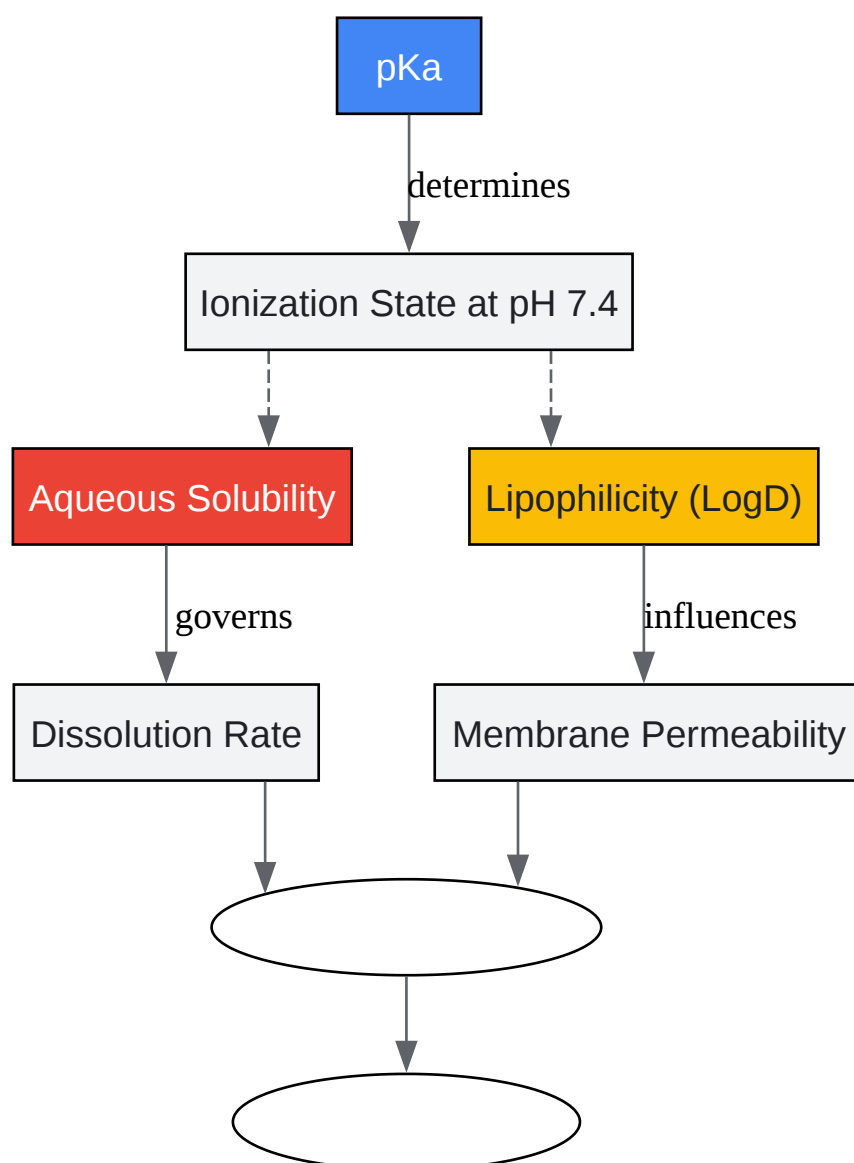 pKa
determines
Ionization State at pH 7.4
Aqueous Solubility
Lipophilicity (LogD)
governs
influences
Dissolution Rate
Membrane Permeability